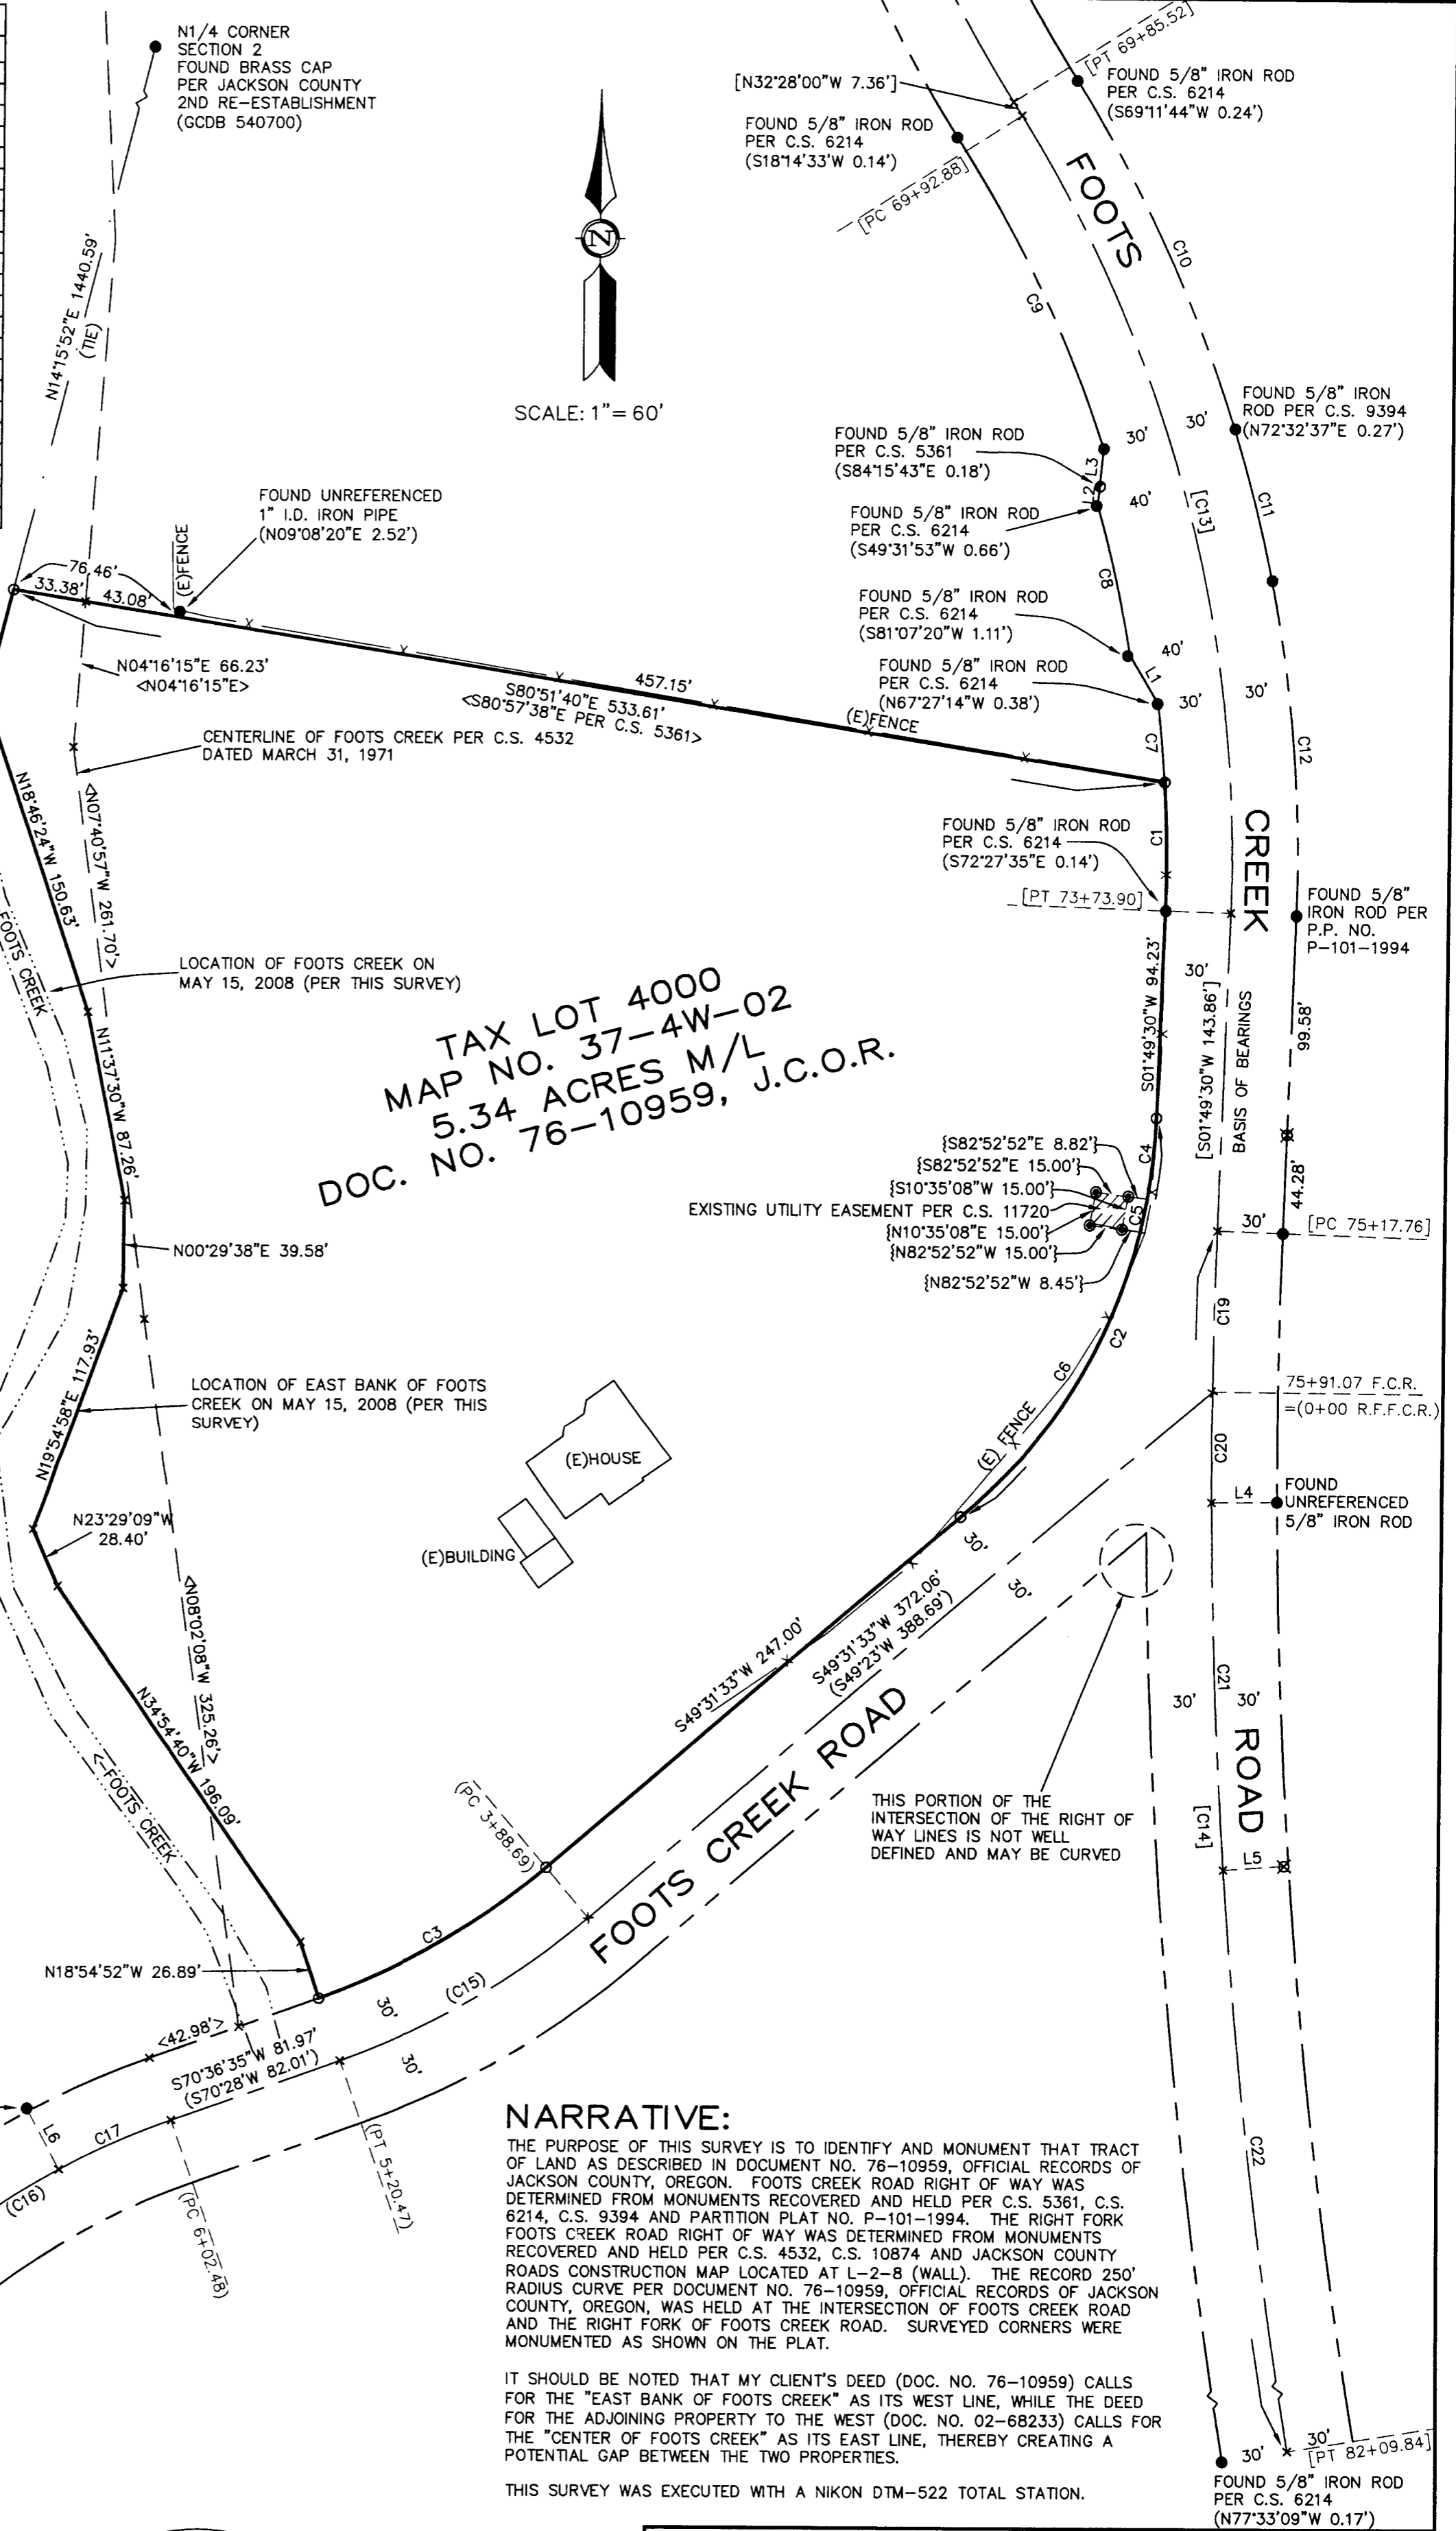 N1/4 CORNER
SECTION 2
FOUND BRASS CAP
PER JACKSON COUNTY
2ND RE-ESTABLISHMENT
(GCDB 540700)
[N32°28'00"W 7.36']
[PT 69+85.52]
FOUND 5/8" IRON ROD
PER C.S. 6214
(S69°11'44"W 0.24')
FOUND 5/8" IRON ROD
PER C.S. 6214
(S18°14'33'W 0.14')
[PC 69+92.88]
FOOTS
C10
C9
N14°15'52"E 1440.59'
(TIE)
N
SCALE: 1"= 60'
FOUND 5/8" IRON
ROD PER C.S. 9394
(N72°32'37"E 0.27')
FOUND 5/8" IRON ROD
PER C.S. 5361
(S84°15'43"E 0.18')
30'
30'
L3
L2
40'
[C13]
C11
FOUND 5/8" IRON ROD
PER C.S. 6214
(S49°31'53"W 0.66')
C8
FOUND UNREFERENCED
1" I.D. IRON PIPE
(N09°08'20"E 2.52')
(E)FENCE
76.46'
33.38'
43.08'
FOUND 5/8" IRON ROD
PER C.S. 6214
(S81°07'20"W 1.11')
40'
L1
FOUND 5/8" IRON ROD
PER C.S. 6214
(N67°27'14"W 0.38')
30'
30'
N04°16'15"E 66.23'
<N04°16'15"E>
457.15'
S80°51'40"E 533.61'
<S80°57'38"E PER C.S. 5361>
(E)FENCE
C7
C12
CENTERLINE OF FOOTS CREEK PER C.S. 4532
DATED MARCH 31, 1971
N18°46'24"W 150.63'
<N07°40'57"W 261.70'>
CREEK
FOUND 5/8" IRON ROD
PER C.S. 6214
(S72°27'35"E 0.14')
C1
[PT 73+73.90]
FOUND 5/8"
IRON ROD PER
P.P. NO.
P-101-1994
FOOTS CREEK
LOCATION OF FOOTS CREEK ON
MAY 15, 2008 (PER THIS SURVEY)
TAX LOT 4000
MAP NO. 37-4W-02
5.34 ACRES M/L
DOC. NO. 76-10959, J.C.O.R.
S01°49'30"W 94.23'
30'
[S01°49'30"W 143.86']
BASIS OF BEARINGS
99.58'
N11°37'30"W 87.26'
{S82°52'52"E 8.82'}
{S82°52'52"E 15.00'}
{S10°35'08"W 15.00'}
EXISTING UTILITY EASEMENT PER C.S. 11720
{N10°35'08"E 15.00'}
{N82°52'52"W 15.00'}
{N82°52'52"W 8.45'}
C4
C5
44.28'
30'
[PC 75+17.76]
N00°29'38"E 39.58'
C19
C2
C6
(E) FENCE
75+91.07 F.C.R.
=(0+00 R.F.F.C.R.)
LOCATION OF EAST BANK OF FOOTS
CREEK ON MAY 15, 2008 (PER THIS
SURVEY)
N19°54'58"E 117.93'
(E)HOUSE
(E)BUILDING
C20
L4
FOUND
UNREFERENCED
5/8" IRON ROD
N23°29'09"W
28.40'
30'
30'
<N08°02'08"W 325.26'>
S49°31'33"W 247.00'
S49°31'33"W 372.06'
(S49°23'W 388.69')
N34°54'40"W 196.09'
C21
30'
30'
ROAD
FOOTS CREEK ROAD
<-FOOTS CREEK
(PC 3+88.69)
THIS PORTION OF THE
INTERSECTION OF THE RIGHT OF
WAY LINES IS NOT WELL
DEFINED AND MAY BE CURVED
[C14]
L5
C3
N18°54'52"W 26.89'
(C15)
30'
30'
<42.98'>
S70°36'35"W 81.97'
(S70°28'W 82.01')
L6
C17
(C16)
(PC 6+02.48)
(PT 5+20.47)
C22
NARRATIVE:
THE PURPOSE OF THIS SURVEY IS TO IDENTIFY AND MONUMENT THAT TRACT
OF LAND AS DESCRIBED IN DOCUMENT NO. 76-10959, OFFICIAL RECORDS OF
JACKSON COUNTY, OREGON. FOOTS CREEK ROAD RIGHT OF WAY WAS
DETERMINED FROM MONUMENTS RECOVERED AND HELD PER C.S. 5361, C.S.
6214, C.S. 9394 AND PARTITION PLAT NO. P-101-1994. THE RIGHT FORK
FOOTS CREEK ROAD RIGHT OF WAY WAS DETERMINED FROM MONUMENTS
RECOVERED AND HELD PER C.S. 4532, C.S. 10874 AND JACKSON COUNTY
ROADS CONSTRUCTION MAP LOCATED AT L-2-8 (WALL). THE RECORD 250'
RADIUS CURVE PER DOCUMENT NO. 76-10959, OFFICIAL RECORDS OF JACKSON
COUNTY, OREGON, WAS HELD AT THE INTERSECTION OF FOOTS CREEK ROAD
AND THE RIGHT FORK OF FOOTS CREEK ROAD. SURVEYED CORNERS WERE
MONUMENTED AS SHOWN ON THE PLAT.
IT SHOULD BE NOTED THAT MY CLIENT'S DEED (DOC. NO. 76-10959) CALLS
FOR THE "EAST BANK OF FOOTS CREEK" AS ITS WEST LINE, WHILE THE DEED
FOR THE ADJOINING PROPERTY TO THE WEST (DOC. NO. 02-68233) CALLS FOR
THE "CENTER OF FOOTS CREEK" AS ITS EAST LINE, THEREBY CREATING A
POTENTIAL GAP BETWEEN THE TWO PROPERTIES.
THIS SURVEY WAS EXECUTED WITH A NIKON DTM-522 TOTAL STATION.
30'
30'
[PT 82+09.84]
FOUND 5/8" IRON ROD
PER C.S. 6214
(N77°33'09"W 0.17')